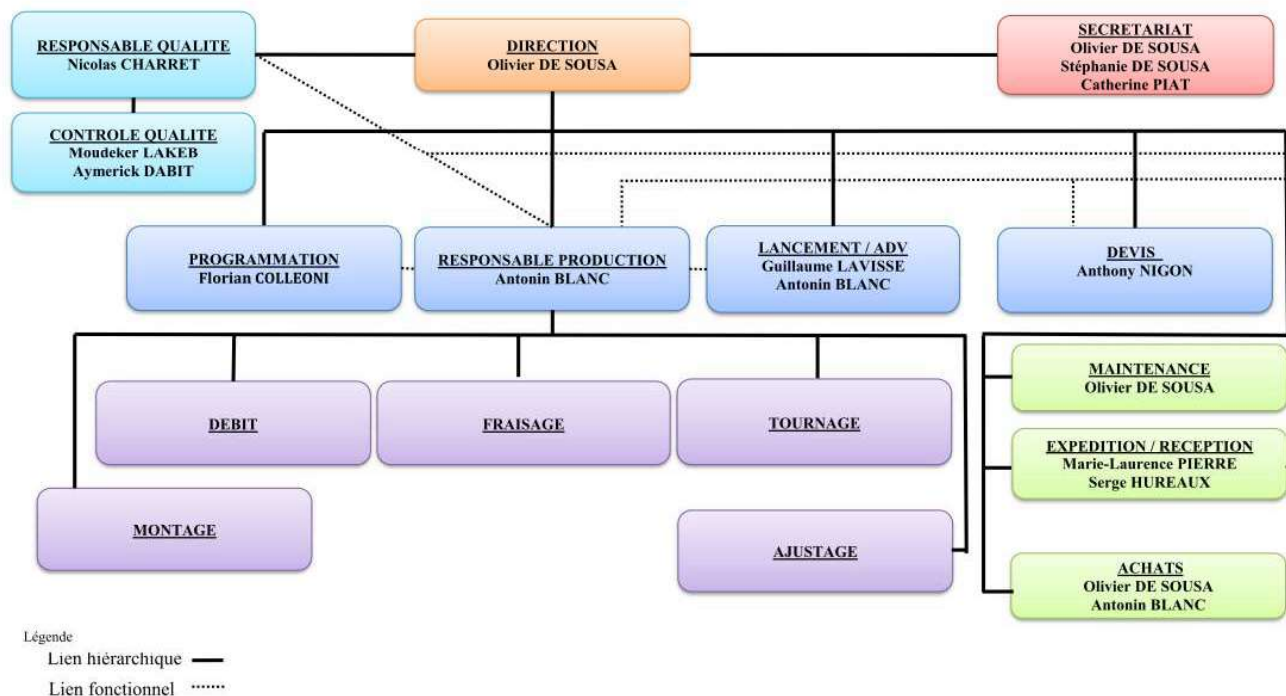 RESPONSABLE QUALITE
Nicolas CHARRET
DIRECTION
Olivier DE SOUSA
SECRETARIAT
Olivier DE SOUSA
Stéphanie DE SOUSA
Catherine PIAT
CONTROLE QUALITE
Moudeker LAKEB
Aymerick DABIT
PROGRAMMATION
Florian COLLEONI
RESPONSABLE PRODUCTION
Antonin BLANC
LANCEMENT / ADV
Guillaume LAVISSE
Antonin BLANC
DEVIS
Anthony NIGON
DEBIT
FRAISAGE
TOURNAGE
MONTAGE
AJUSTAGE
MAINTENANCE
Olivier DE SOUSA
EXPEDITION / RECEPTION
Marie-Laurence PIERRE
Serge HUREAUX
ACHATS
Olivier DE SOUSA
Antonin BLANC
Légende
Lien hiérarchique
Lien fonctionnel